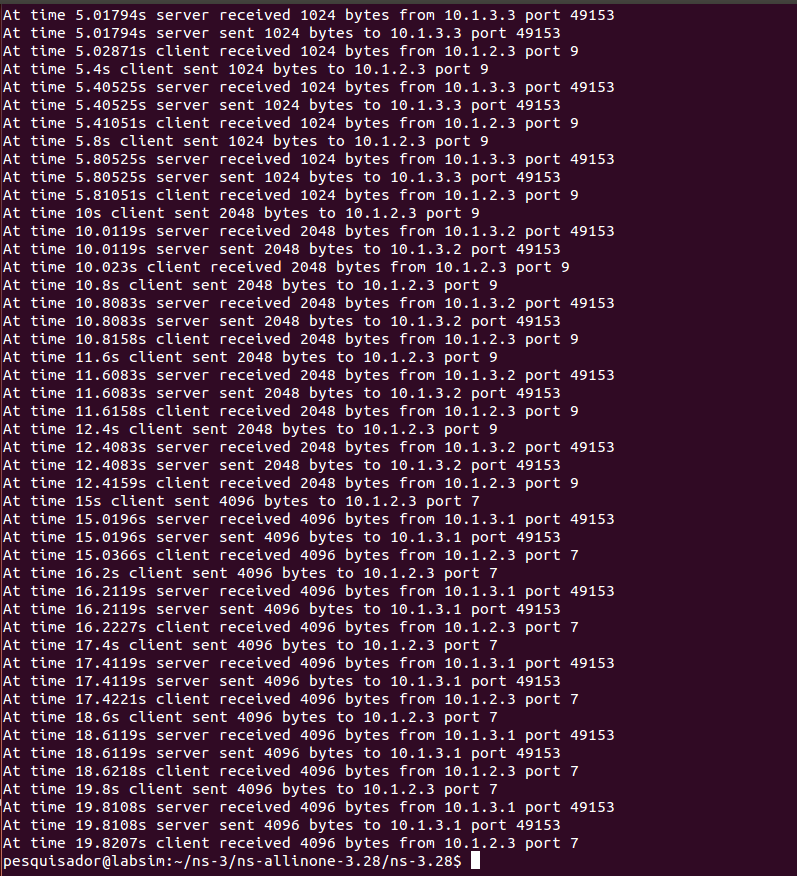 At time 5.01794s server received 1024 bytes from 10.1.3.3 port 49153
At time 5.01794s server sent 1024 bytes to 10.1.3.3 port 49153
At time 5.02871s client received 1024 bytes from 10.1.2.3 port 9
At time 5.4s client sent 1024 bytes to 10.1.2.3 port 9
At time 5.40525s server received 1024 bytes from 10.1.3.3 port 49153
At time 5.40525s server sent 1024 bytes to 10.1.3.3 port 49153
At time 5.41051s client received 1024 bytes from 10.1.2.3 port 9
At time 5.8s client sent 1024 bytes to 10.1.2.3 port 9
At time 5.80525s server received 1024 bytes from 10.1.3.3 port 49153
At time 5.80525s server sent 1024 bytes to 10.1.3.3 port 49153
At time 5.81051s client received 1024 bytes from 10.1.2.3 port 9
At time 10s client sent 2048 bytes to 10.1.2.3 port 9
At time 10.0119s server received 2048 bytes from 10.1.3.2 port 49153
At time 10.0119s server sent 2048 bytes to 10.1.3.2 port 49153
At time 10.023s client received 2048 bytes from 10.1.2.3 port 9
At time 10.8s client sent 2048 bytes to 10.1.2.3 port 9
At time 10.8083s server received 2048 bytes from 10.1.3.2 port 49153
At time 10.8083s server sent 2048 bytes to 10.1.3.2 port 49153
At time 10.8158s client received 2048 bytes from 10.1.2.3 port 9
At time 11.6s client sent 2048 bytes to 10.1.2.3 port 9
At time 11.6083s server received 2048 bytes from 10.1.3.2 port 49153
At time 11.6083s server sent 2048 bytes to 10.1.3.2 port 49153
At time 11.6158s client received 2048 bytes from 10.1.2.3 port 9
At time 12.4s client sent 2048 bytes to 10.1.2.3 port 9
At time 12.4083s server received 2048 bytes from 10.1.3.2 port 49153
At time 12.4083s server sent 2048 bytes to 10.1.3.2 port 49153
At time 12.4159s client received 2048 bytes from 10.1.2.3 port 9
At time 15s client sent 4096 bytes to 10.1.2.3 port 7
At time 15.0196s server received 4096 bytes from 10.1.3.1 port 49153
At time 15.0196s server sent 4096 bytes to 10.1.3.1 port 49153
At time 15.0366s client received 4096 bytes from 10.1.2.3 port 7
At time 16.2s client sent 4096 bytes to 10.1.2.3 port 7
At time 16.2119s server received 4096 bytes from 10.1.3.1 port 49153
At time 16.2119s server sent 4096 bytes to 10.1.3.1 port 49153
At time 16.2227s client received 4096 bytes from 10.1.2.3 port 7
At time 17.4s client sent 4096 bytes to 10.1.2.3 port 7
At time 17.4119s server received 4096 bytes from 10.1.3.1 port 49153
At time 17.4119s server sent 4096 bytes to 10.1.3.1 port 49153
At time 17.4221s client received 4096 bytes from 10.1.2.3 port 7
At time 18.6s client sent 4096 bytes to 10.1.2.3 port 7
At time 18.6119s server received 4096 bytes from 10.1.3.1 port 49153
At time 18.6119s server sent 4096 bytes to 10.1.3.1 port 49153
At time 18.6218s client received 4096 bytes from 10.1.2.3 port 7
At time 19.8s client sent 4096 bytes to 10.1.2.3 port 7
At time 19.8108s server received 4096 bytes from 10.1.3.1 port 49153
At time 19.8108s server sent 4096 bytes to 10.1.3.1 port 49153
At time 19.8207s client received 4096 bytes from 10.1.2.3 port 7
pesquisador@labsim:~/ns-3/ns-allinone-3.28/ns-3.28$